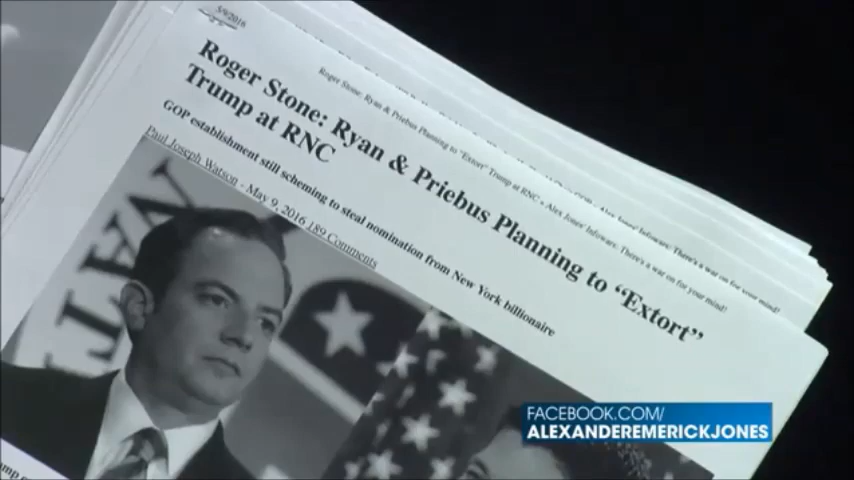 5/9/2016
Roger Stone: Ryan & Priebus Planning to "Extort" Trump at RNC • Alex Jones' Infowars: There's a war on for your mind!
Roger Stone: Ryan & Priebus Planning to "Extort"
Trump at RNC
GOP establishment still scheming to steal nomination from New York billionaire
Paul Joseph Watson - May 9, 2016 189 Comments
FACEBOOK.COM/
ALEXANDEREMERICKJONES